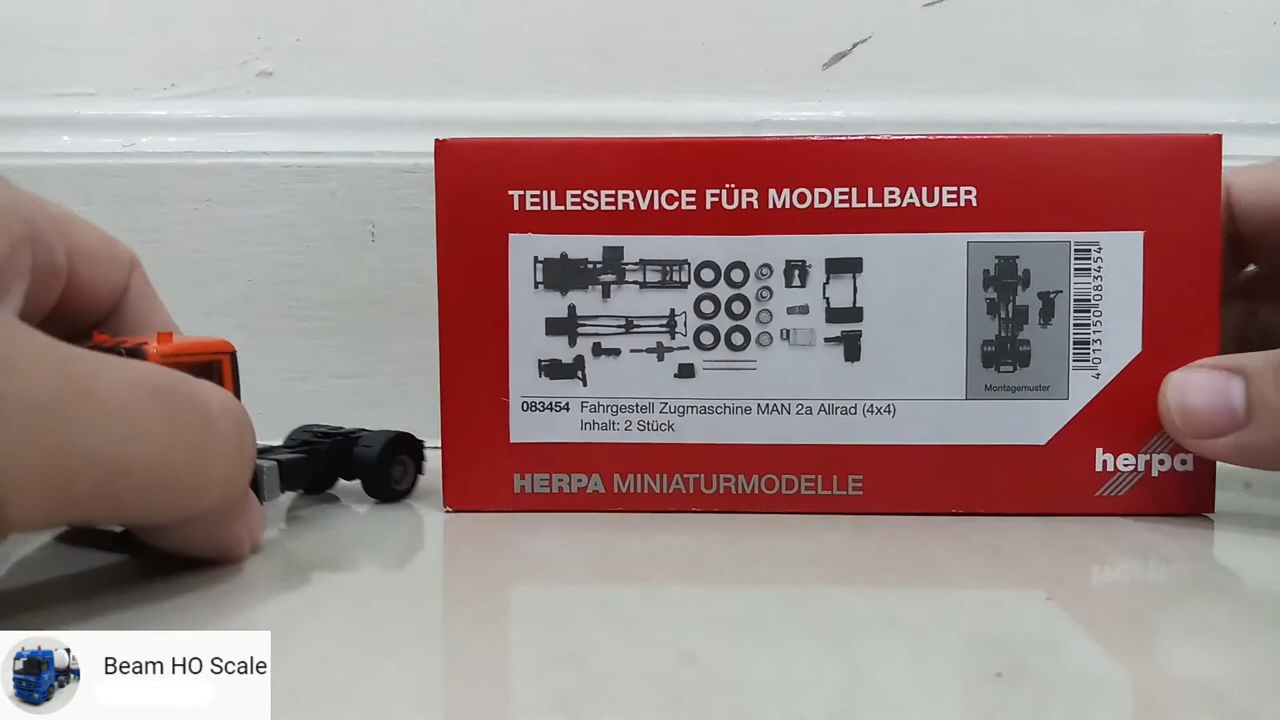 TEILESERVICE FÜR MODELLBAUER
Montagemuster
4 013150 083454
083454 Fahrgestell Zugmaschine MAN 2a Allrad (4x4)
Inhalt: 2 Stück
herpa
HERPA MINIATURMODELLE
Beam HO Scale